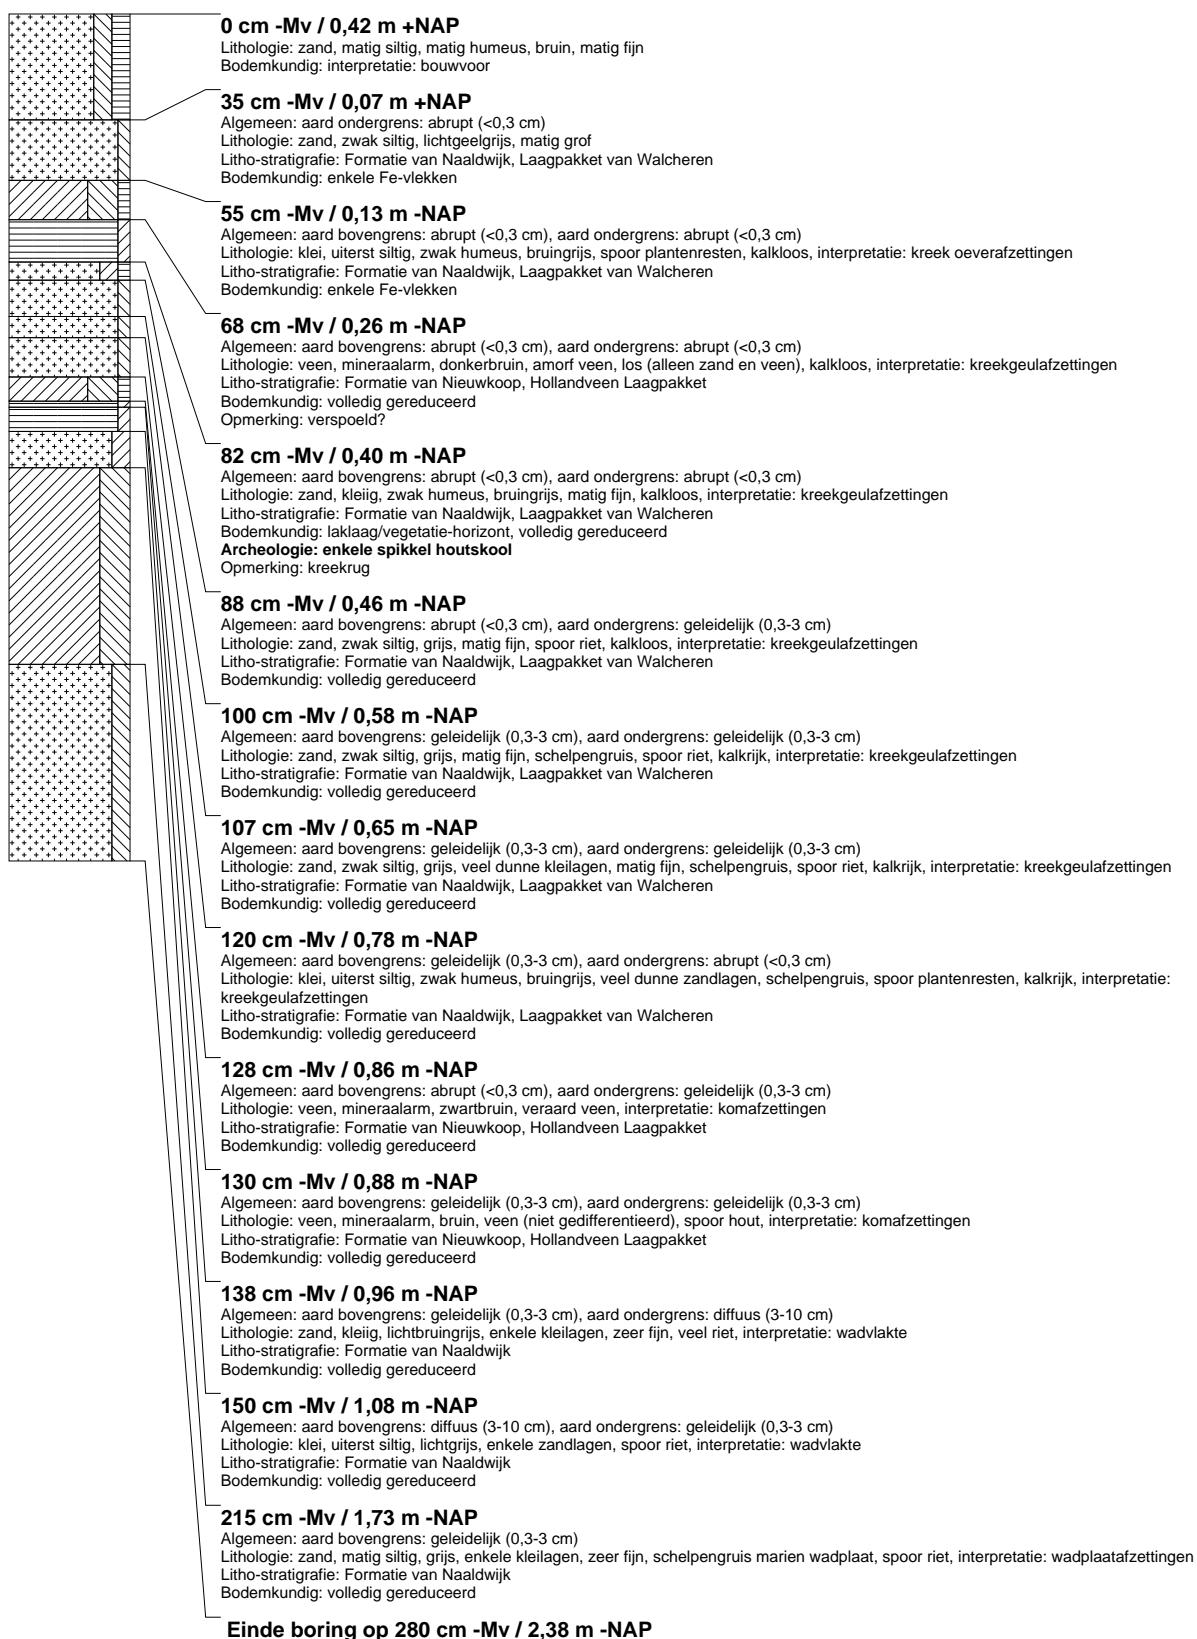 0 cm -Mv / 0,42 m +NAP
Lithologie: zand, matig siltig, matig humeus, bruin, matig fijn
Bodemkundig: interpretatie: bouwvoor
35 cm -Mv / 0,07 m +NAP
Algemeen: aard ondergrens: abrupt (<0,3 cm)
Lithologie: zand, zwak siltig, lichtgeelgrijs, matig grof
Litho-stratigrafie: Formatie van Naaldwijk, Laagpakket van Walcheren
Bodemkundig: enkele Fe-vlekken
55 cm -Mv / 0,13 m -NAP
Algemeen: aard bovengrens: abrupt (<0,3 cm), aard ondergrens: abrupt (<0,3 cm)
Lithologie: klei, uiterst siltig, zwak humeus, bruingrijs, spoor plantenresten, kalkloos, interpretatie: kreek oeverafzettingen
Litho-stratigrafie: Formatie van Naaldwijk, Laagpakket van Walcheren
Bodemkundig: enkele Fe-vlekken
68 cm -Mv / 0,26 m -NAP
Algemeen: aard bovengrens: abrupt (<0,3 cm), aard ondergrens: abrupt (<0,3 cm)
Lithologie: veen, mineraalarm, donkerbruin, amorf veen, los (alleen zand en veen), kalkloos, interpretatie: kreekgeulafzettingen
Litho-stratigrafie: Formatie van Nieuwkoop, Hollandveen Laagpakket
Bodemkundig: volledig gereduceerd
Opmerking: verspoeld?
82 cm -Mv / 0,40 m -NAP
Algemeen: aard bovengrens: abrupt (<0,3 cm), aard ondergrens: abrupt (<0,3 cm)
Lithologie: zand, kleiig, zwak humeus, bruingrijs, matig fijn, kalkloos, interpretatie: kreekgeulafzettingen
Litho-stratigrafie: Formatie van Naaldwijk, Laagpakket van Walcheren
Bodemkundig: laklaag/vegetatie-horizont, volledig gereduceerd
Archeologie: enkele spikkel houtskool
Opmerking: kreekrug
88 cm -Mv / 0,46 m -NAP
Algemeen: aard bovengrens: abrupt (<0,3 cm), aard ondergrens: geleidelijk (0,3-3 cm)
Lithologie: zand, zwak siltig, grijs, matig fijn, spoor riet, kalkloos, interpretatie: kreekgeulafzettingen
Litho-stratigrafie: Formatie van Naaldwijk, Laagpakket van Walcheren
Bodemkundig: volledig gereduceerd
100 cm -Mv / 0,58 m -NAP
Algemeen: aard bovengrens: geleidelijk (0,3-3 cm), aard ondergrens: geleidelijk (0,3-3 cm)
Lithologie: zand, zwak siltig, grijs, matig fijn, schelpengruis, spoor riet, kalkrijk, interpretatie: kreekgeulafzettingen
Litho-stratigrafie: Formatie van Naaldwijk, Laagpakket van Walcheren
Bodemkundig: volledig gereduceerd
107 cm -Mv / 0,65 m -NAP
Algemeen: aard bovengrens: geleidelijk (0,3-3 cm), aard ondergrens: geleidelijk (0,3-3 cm)
Lithologie: zand, zwak siltig, grijs, veel dunne kleilagen, matig fijn, schelpengruis, spoor riet, kalkrijk, interpretatie: kreekgeulafzettingen
Litho-stratigrafie: Formatie van Naaldwijk, Laagpakket van Walcheren
Bodemkundig: volledig gereduceerd
120 cm -Mv / 0,78 m -NAP
Algemeen: aard bovengrens: geleidelijk (0,3-3 cm), aard ondergrens: abrupt (<0,3 cm)
Lithologie: klei, uiterst siltig, zwak humeus, bruingrijs, veel dunne zandlagen, schelpengruis, spoor plantenresten, kalkrijk, interpretatie:
kreekgeulafzettingen
Litho-stratigrafie: Formatie van Naaldwijk, Laagpakket van Walcheren
Bodemkundig: volledig gereduceerd
128 cm -Mv / 0,86 m -NAP
Algemeen: aard bovengrens: abrupt (<0,3 cm), aard ondergrens: geleidelijk (0,3-3 cm)
Lithologie: veen, mineraalarm, zwartbruin, veraard veen, interpretatie: komafzettingen
Litho-stratigrafie: Formatie van Nieuwkoop, Hollandveen Laagpakket
Bodemkundig: volledig gereduceerd
130 cm -Mv / 0,88 m -NAP
Algemeen: aard bovengrens: geleidelijk (0,3-3 cm), aard ondergrens: geleidelijk (0,3-3 cm)
Lithologie: veen, mineraalarm, bruin, veen (niet gedifferentieerd), spoor hout, interpretatie: komafzettingen
Litho-stratigrafie: Formatie van Nieuwkoop, Hollandveen Laagpakket
Bodemkundig: volledig gereduceerd
138 cm -Mv / 0,96 m -NAP
Algemeen: aard bovengrens: geleidelijk (0,3-3 cm), aard ondergrens: diffuus (3-10 cm)
Lithologie: zand, kleiig, lichtbruingrijs, enkele kleilagen, zeer fijn, veel riet, interpretatie: wadvlakte
Litho-stratigrafie: Formatie van Naaldwijk
Bodemkundig: volledig gereduceerd
150 cm -Mv / 1,08 m -NAP
Algemeen: aard bovengrens: diffuus (3-10 cm), aard ondergrens: geleidelijk (0,3-3 cm)
Lithologie: klei, uiterst siltig, lichtgrijs, enkele zandlagen, spoor riet, interpretatie: wadvlakte
Litho-stratigrafie: Formatie van Naaldwijk
Bodemkundig: volledig gereduceerd
215 cm -Mv / 1,73 m -NAP
Algemeen: aard bovengrens: geleidelijk (0,3-3 cm)
Lithologie: zand, matig siltig, grijs, enkele kleilagen, zeer fijn, schelpengruis marien wadplaat, spoor riet, interpretatie: wadplaatafzettingen
Litho-stratigrafie: Formatie van Naaldwijk
Bodemkundig: volledig gereduceerd
Einde boring op 280 cm -Mv / 2,38 m -NAP